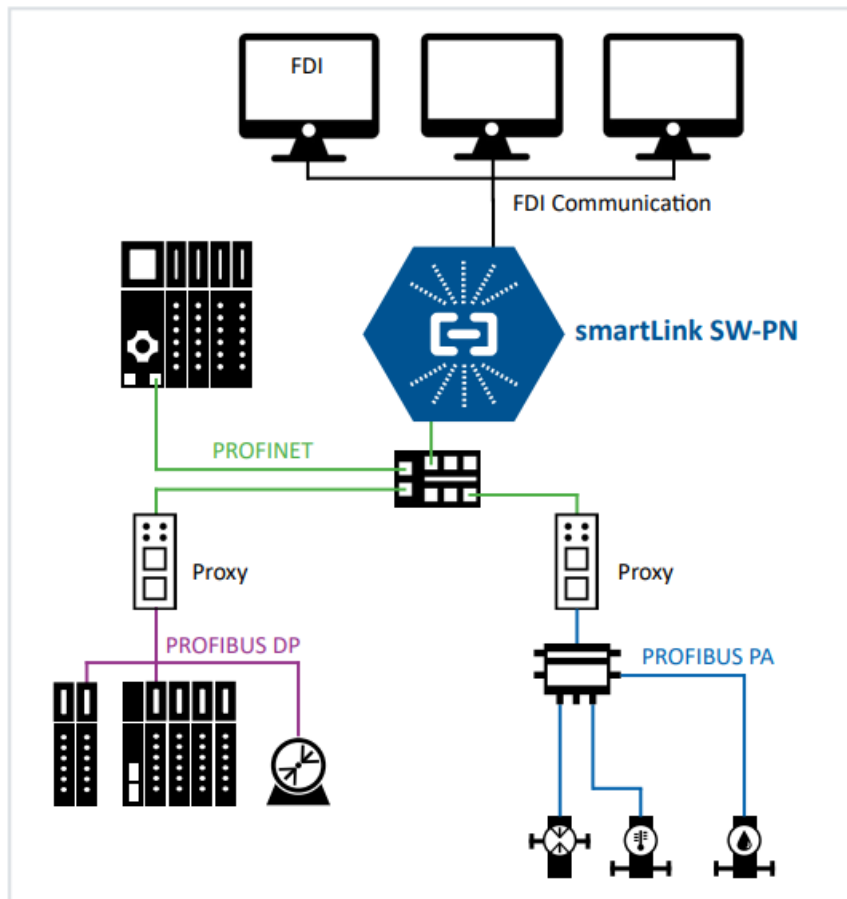 FDI
FDI Communication
smartLink SW-PN
PROFINET
Proxy
Proxy
PROFIBUS DP
PROFIBUS PA